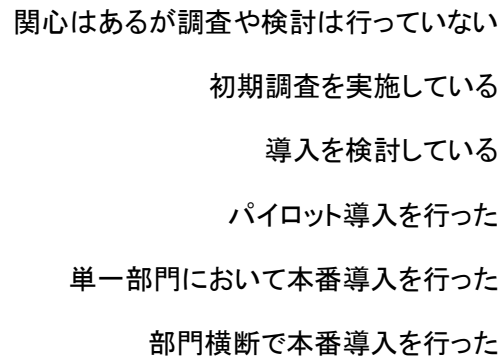 関心はあるが調査や検討は行っていない
初期調査を実施している
導入を検討している
パイロット導入を行った
単一部門において本番導入を行った
部門横断で本番導入を行った